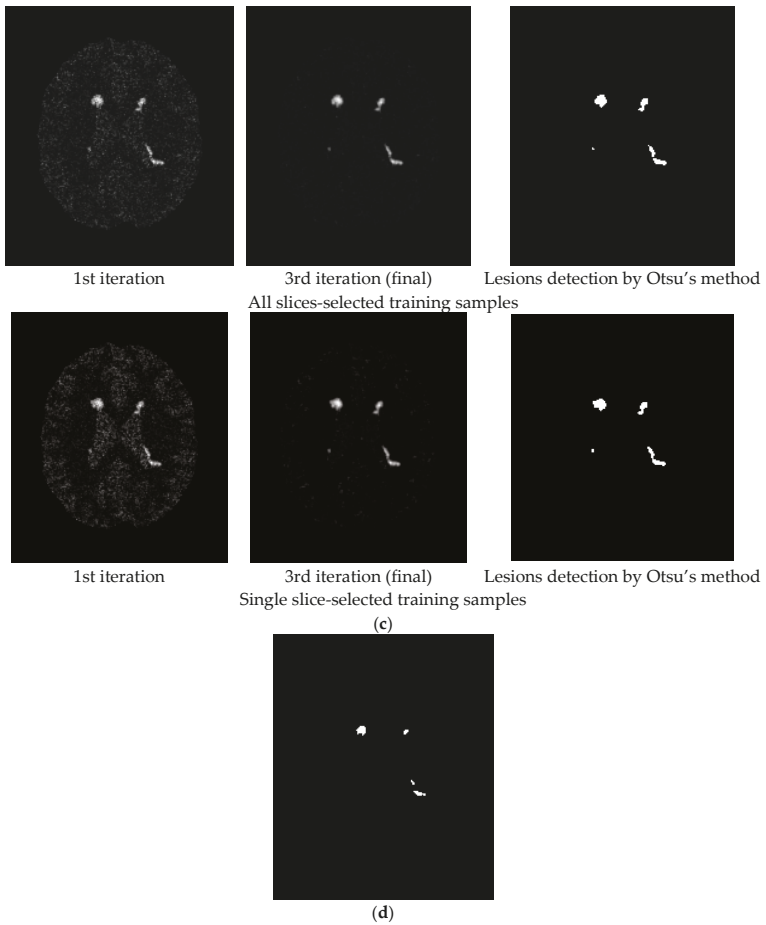 1st iteration 3rd iteration (final) Lesions detection by Otsu's method
All slices-selected training samples
1st iteration 3rd iteration (final) Lesions detection by Otsu's method
Single slice-selected training samples
(c)
(d)